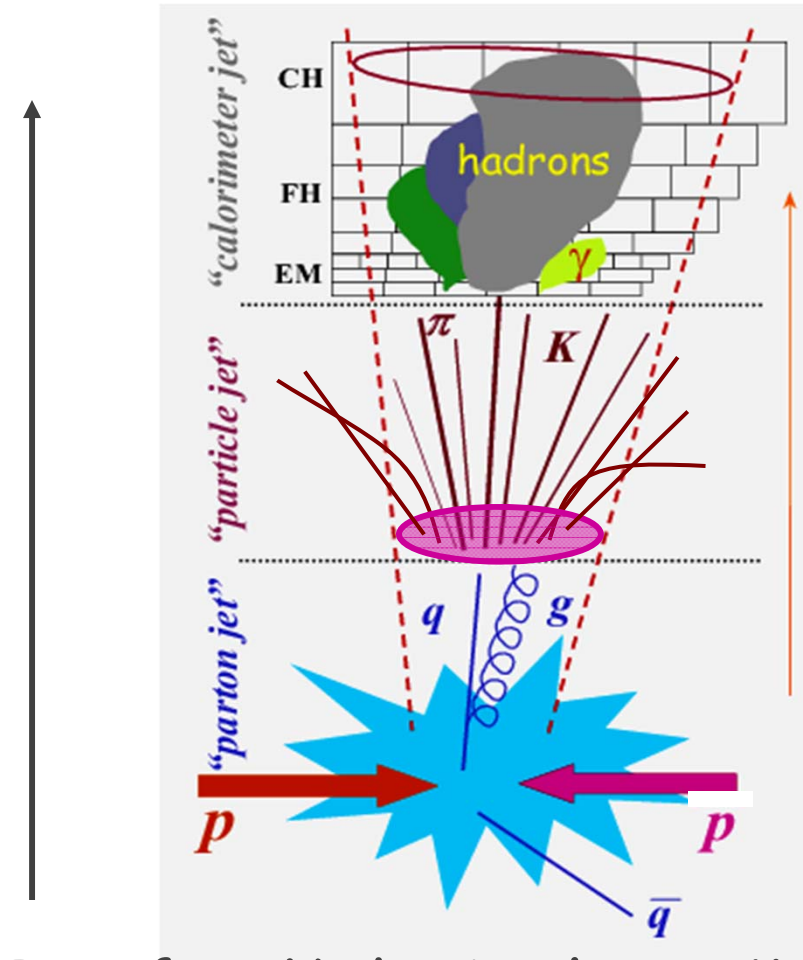 “calorimeter jet”
CH
FH
EM
hadrons
γ
“particle jet”
π
K
“parton jet”
q
g
p
p
q̅